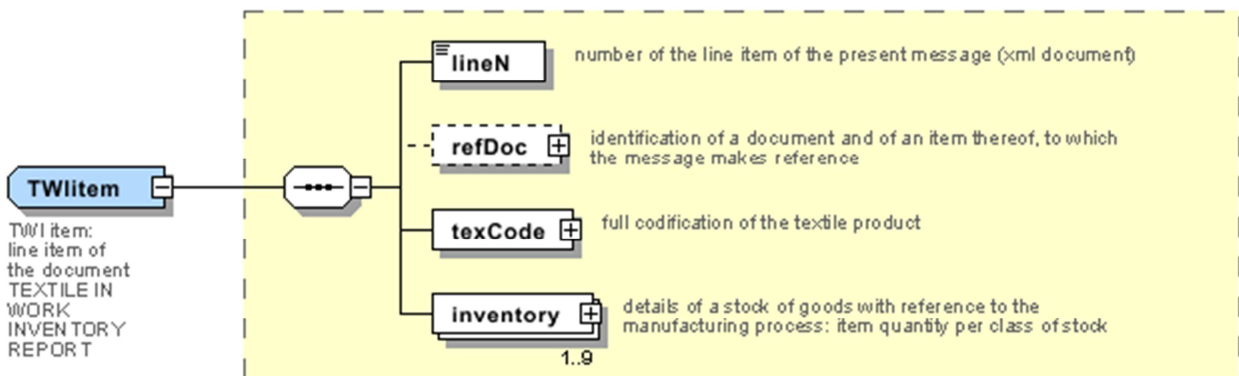 lineN
number of the line item of the present message (xml document)
refDoc
identification of a document and of an item thereof, to which
the message makes reference
TWIitem
TWI item:
line item of
the document
TEXTILE IN
WORK
INVENTORY
REPORT
texCode
full codification of the textile product
inventory
details of a stock of goods with reference to the
manufacturing process: item quantity per class of stock
1..9